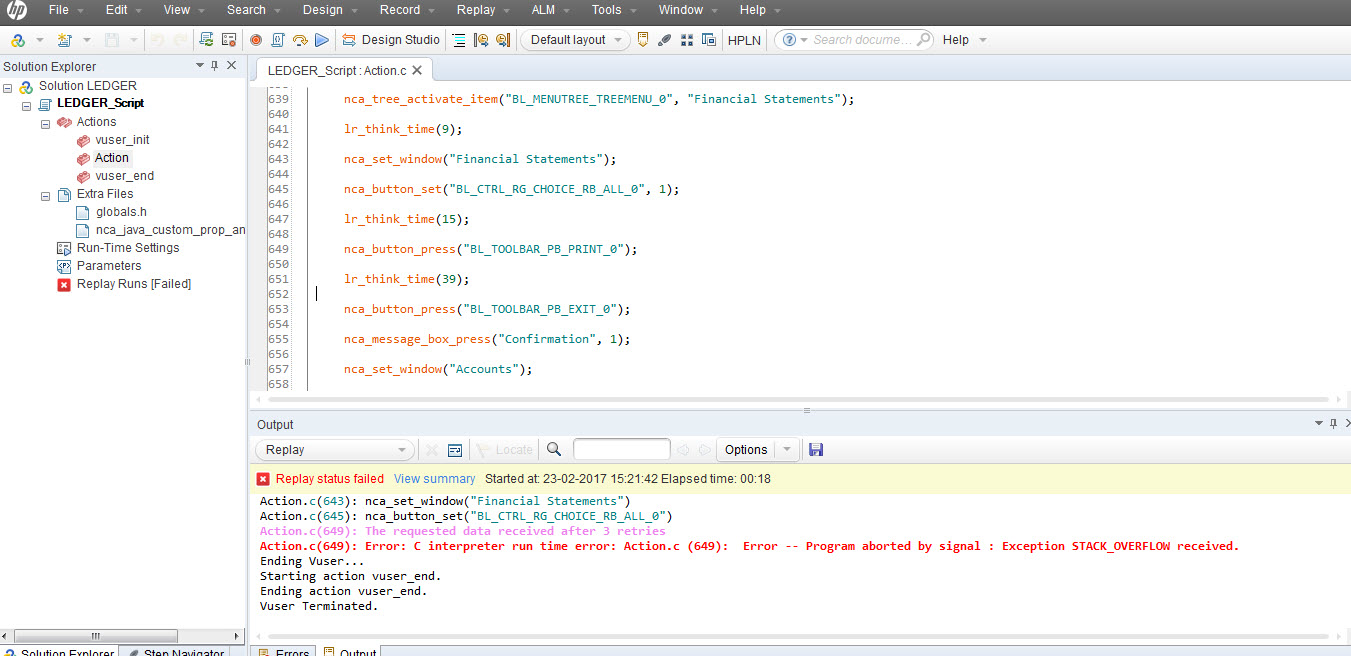 hp File Edit View Search Design Record Replay ALM Tools Window Help
Design Studio Default layout HPLN Search docume... Help
Solution Explorer
Solution LEDGER
LEDGER_Script
Actions
vuser_init
Action
vuser_end
Extra Files
globals.h
nca_java_custom_prop_an
Run-Time Settings
Parameters
Replay Runs [Failed]
LEDGER_Script : Action.c
639 nca_tree_activate_item("BL_MENUTREE_TREEMENU_0", "Financial Statements");
640
641 lr_think_time(9);
642
643 nca_set_window("Financial Statements");
644
645 nca_button_set("BL_CTRL_RG_CHOICE_RB_ALL_0", 1);
646
647 lr_think_time(15);
648
649 nca_button_press("BL_TOOLBAR_PB_PRINT_0");
650
651 lr_think_time(39);
652
653 nca_button_press("BL_TOOLBAR_PB_EXIT_0");
654
655 nca_message_box_press("Confirmation", 1);
656
657 nca_set_window("Accounts");
658
Output
Replay Locate Options
Replay status failed View summary Started at: 23-02-2017 15:21:42 Elapsed time: 00:18
Action.c(643): nca_set_window("Financial Statements")
Action.c(645): nca_button_set("BL_CTRL_RG_CHOICE_RB_ALL_0")
Action.c(649): The requested data received after 3 retries
Action.c(649): Error: C interpreter run time error: Action.c (649): Error -- Program aborted by signal : Exception STACK_OVERFLOW received.
Ending Vuser...
Starting action vuser_end.
Ending action vuser_end.
Vuser Terminated.
Solution Explorer Step Navigator Errors Output